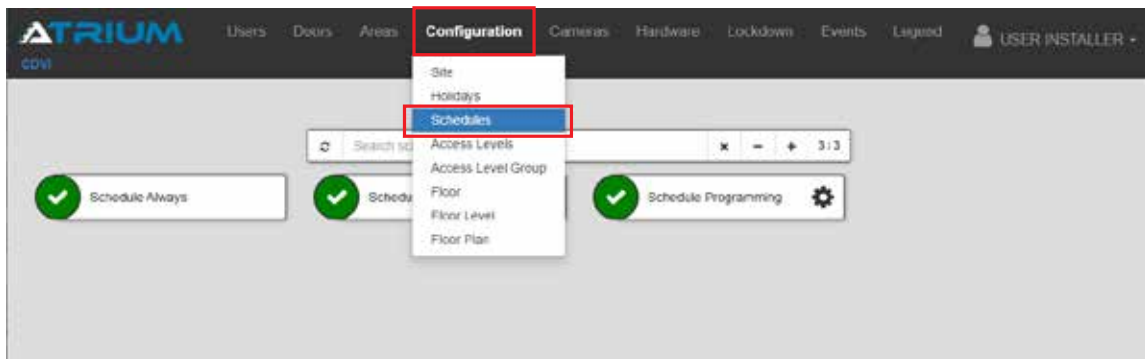 ATRIUM
CDVI
Users Doors Areas Configuration Cameras Hardware Lockdown Events Legend USER INSTALLER
Site
Holidays
Schedules
Access Levels
Access Level Group
Floor
Floor Level
Floor Plan
Search 3:3
Schedule Always
Schedule Programming